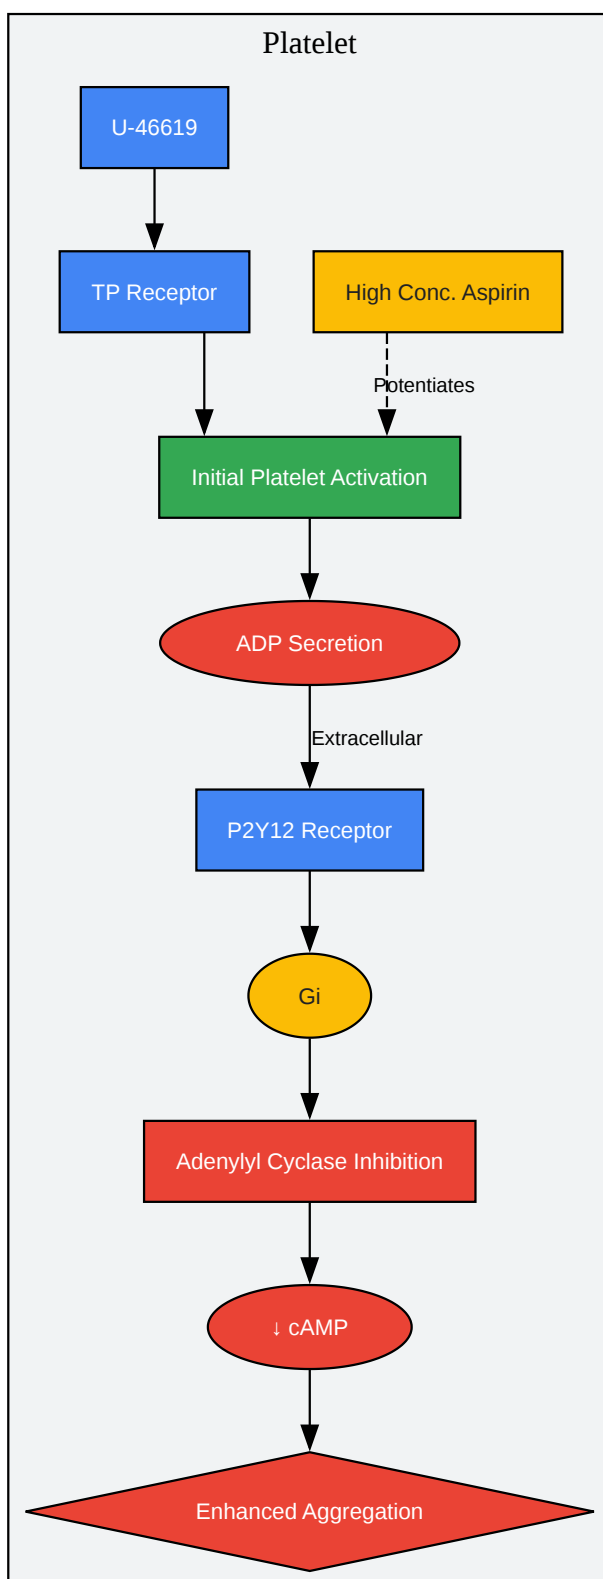 Platelet
U-46619
TP Receptor
High Conc. Aspirin
Potentiates
Initial Platelet Activation
ADP Secretion
Extracellular
P2Y12 Receptor
Gi
Adenylyl Cyclase Inhibition
↓ cAMP
Enhanced Aggregation